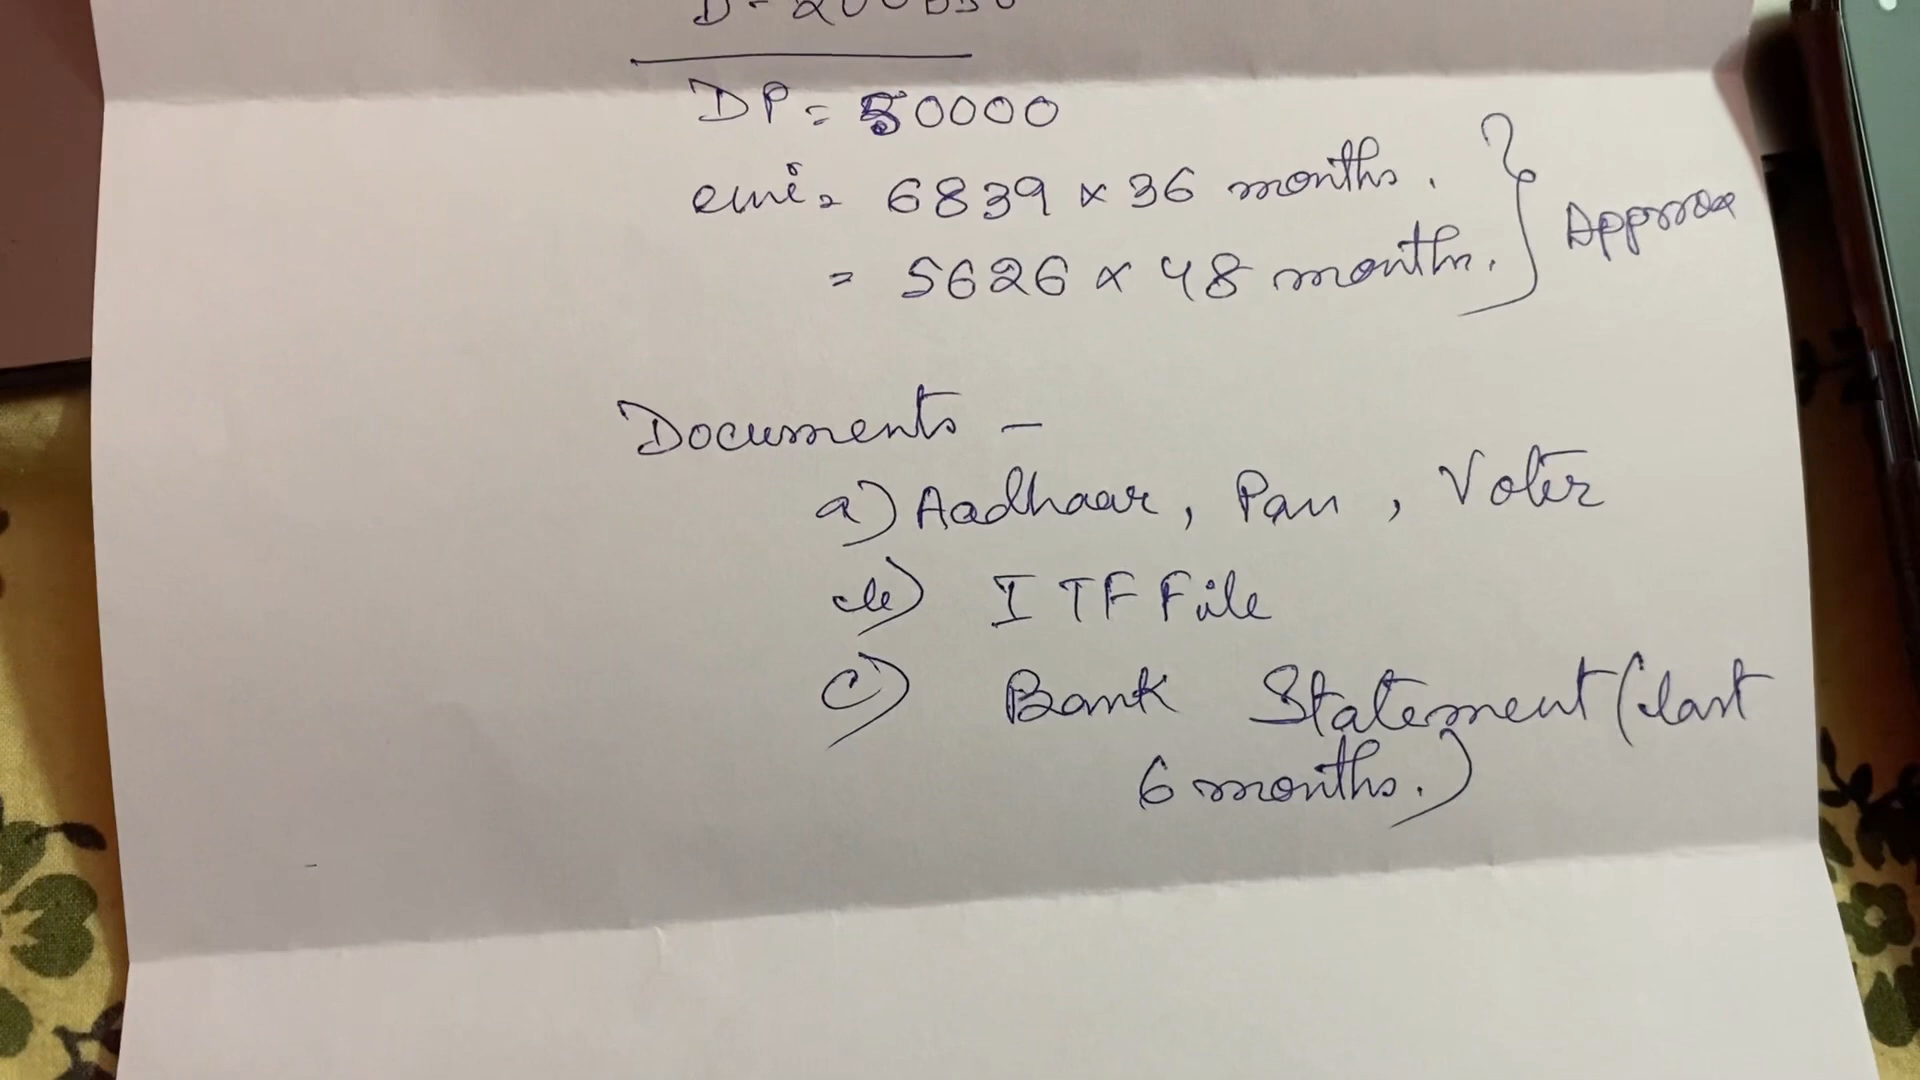 DP = 50000
emi = 6839 x 36 months.
= 5626 x 48 months. } Approx
Documents -
a) Aadhaar, Pan, Voter
b) ITF File
c) Bank Statement (last
6 months.)